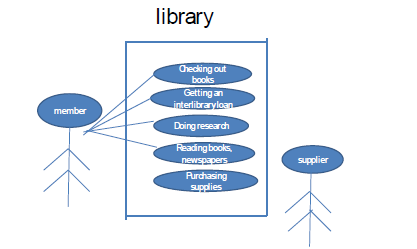 library
Checking out
books
Getting an
interlibrary loan
member
Doing research
Reading books,
newspapers
supplier
Purchasing
supplies